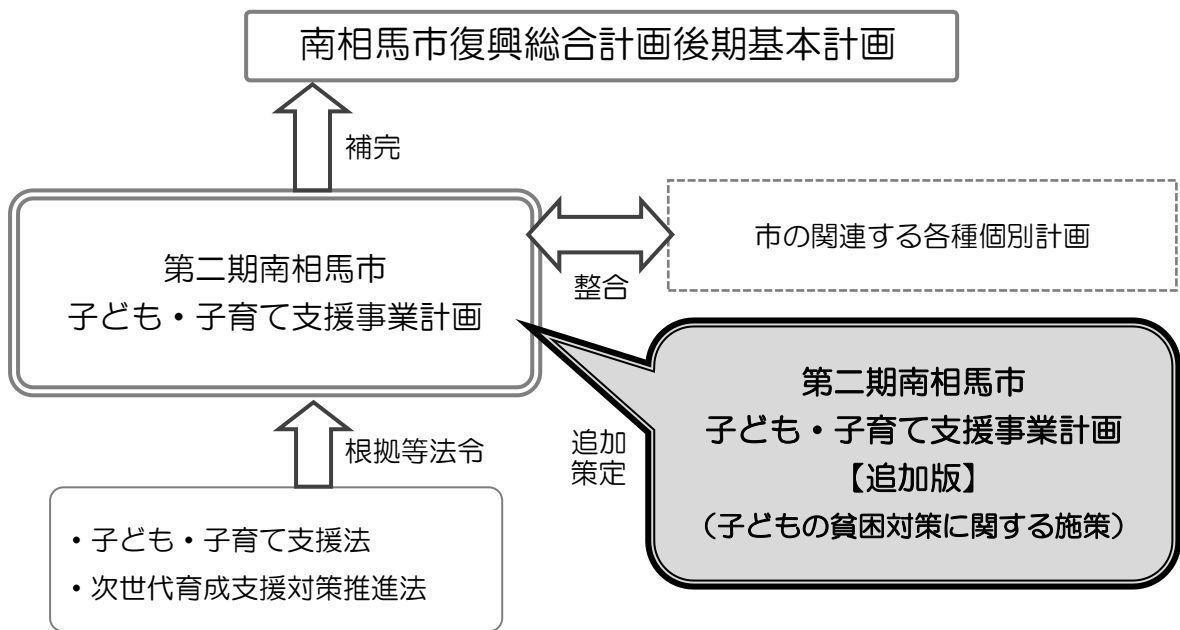 南相馬市復興総合計画後期基本計画
補完
第二期南相馬市
子ども・子育て支援事業計画
整合
市の関連する各種個別計画
追加
策定
第二期南相馬市
子ども・子育て支援事業計画
【追加版】
（子どもの貧困対策に関する施策）
根拠等法令
・子ども・子育て支援法
・次世代育成支援対策推進法